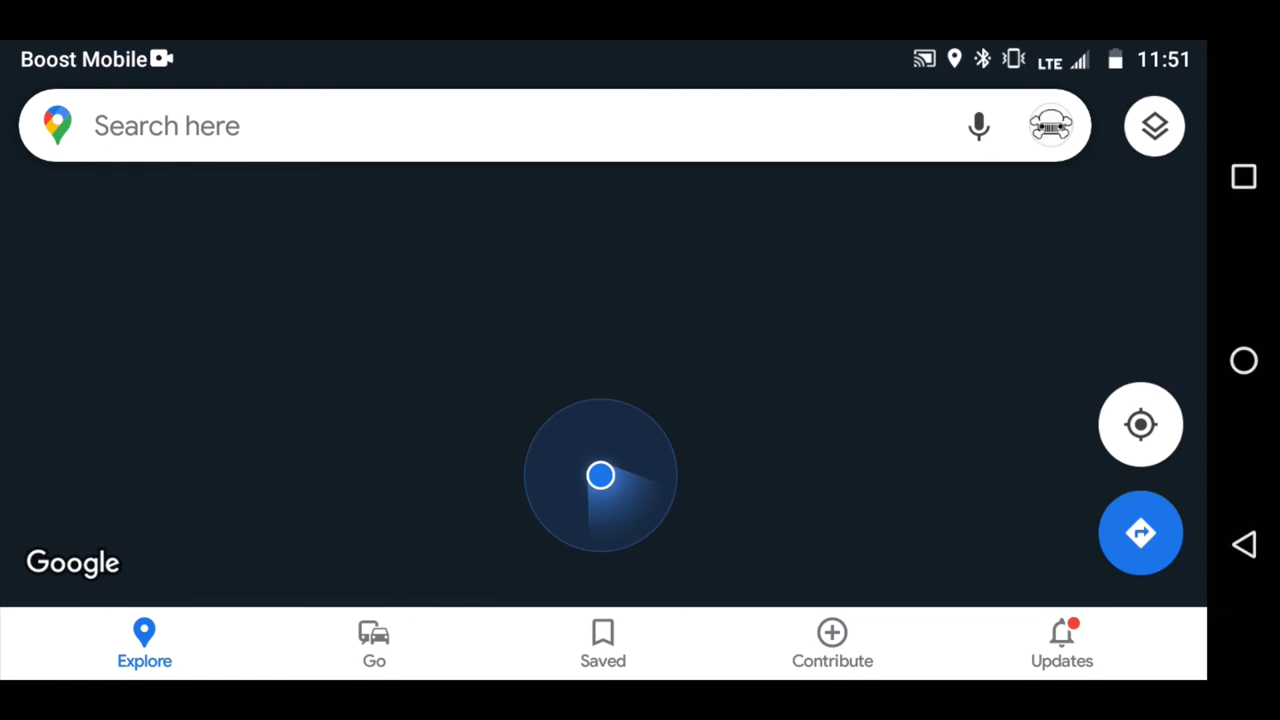 Boost Mobile
LTE 11:51
Search here
Google
Explore
Go
Saved
Contribute
Updates